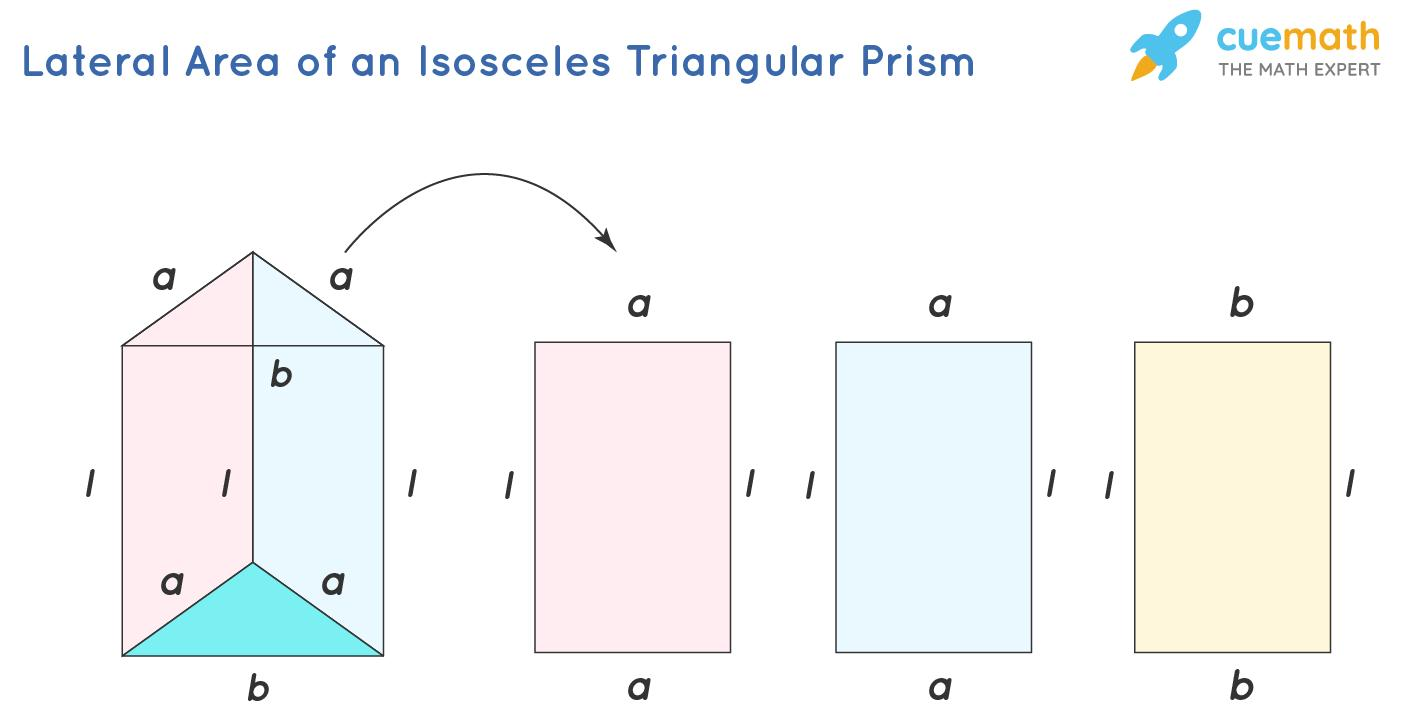 Lateral Area of an Isosceles Triangular Prism
cuemath
THE MATH EXPERT
a a
b
l l l
a a
b
a
l l
a
a
l l
a
b
l l
b